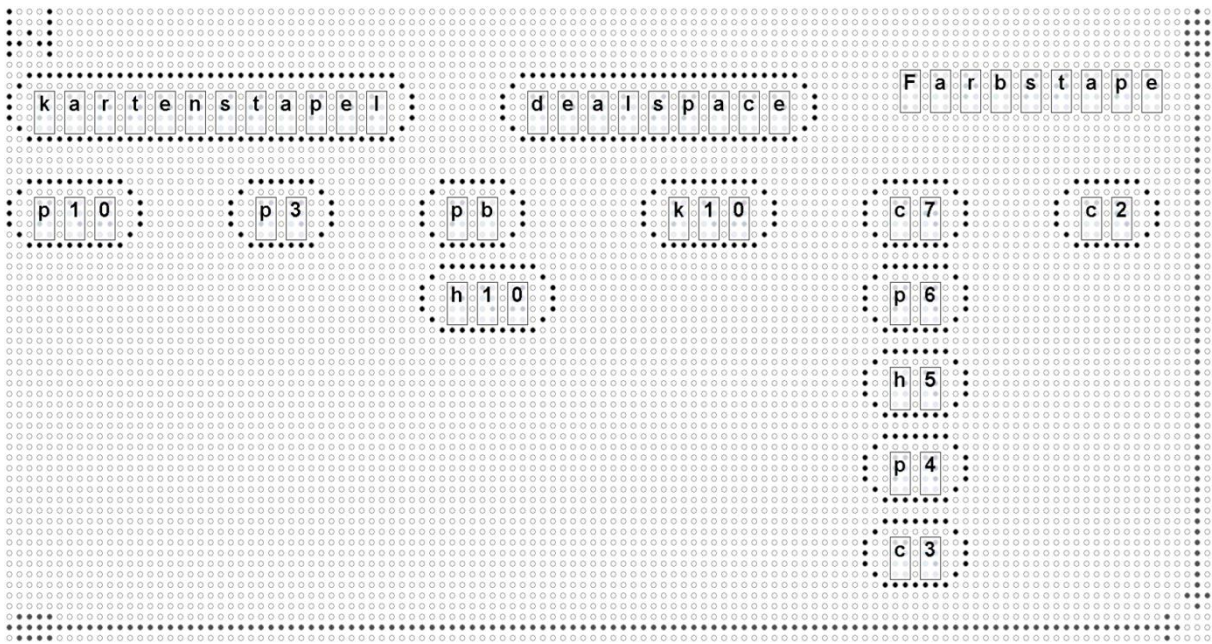 kartenstapel dealspace Farbstape
p10 p3 pb k10 c7 c2
h10 p6
h5
p4
c3